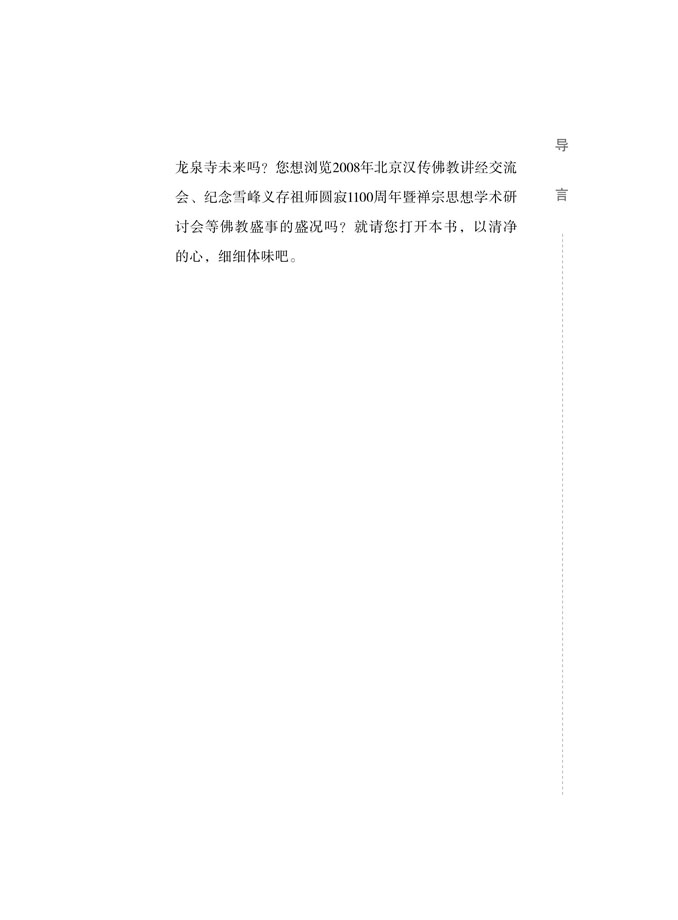 导言
龙泉寺未来吗？您想浏览2008年北京汉传佛教讲经交流
会、纪念雪峰义存祖师圆寂1100周年暨禅宗思想学术研
讨会等佛教盛事的盛况吗？就请您打开本书，以清净
的心，细细体味吧。